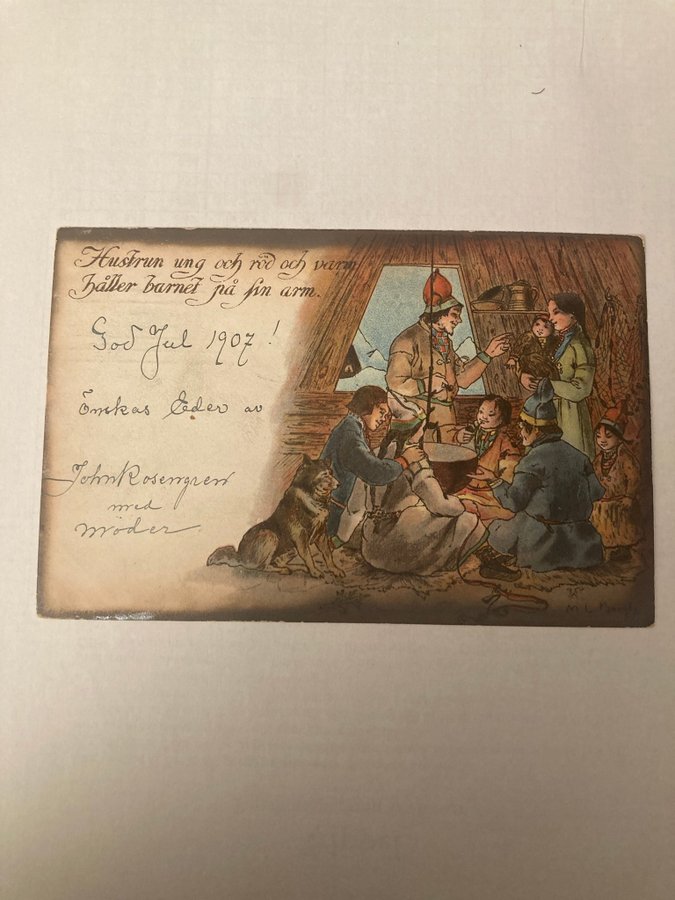 Hustrun ung och röd och varm
håller barnet på sin arm.
God Jul 1907!
Önskas Eder av
John Rosengren
med
möder
M L